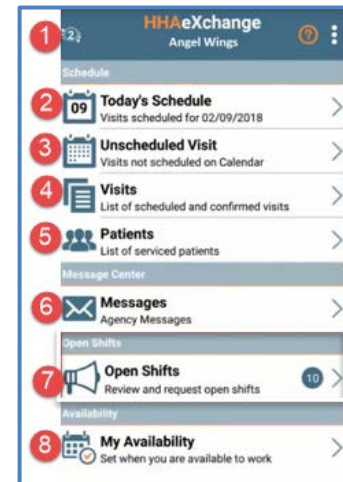 1 2 HHAeXchange ?
Angel Wings
Schedule
2 09 Today's Schedule
Visits scheduled for 02/09/2018
3 Unscheduled Visit
Visits not scheduled on Calendar
4 Visits
List of scheduled and confirmed visits
5 Patients
List of serviced patients
Message Center
6 Messages
Agency Messages
Open Shifts
7 Open Shifts 10
Review and request open shifts
Availability
8 My Availability
Set when you are available to work